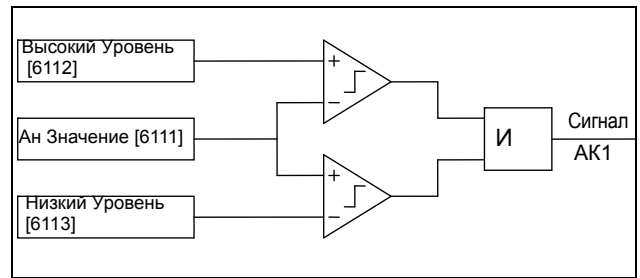 Высокий Уровень
[6112]
+
−
Ан Значение [6111]
И
Сигнал
АК1
+
−
Низкий Уровень
[6113]